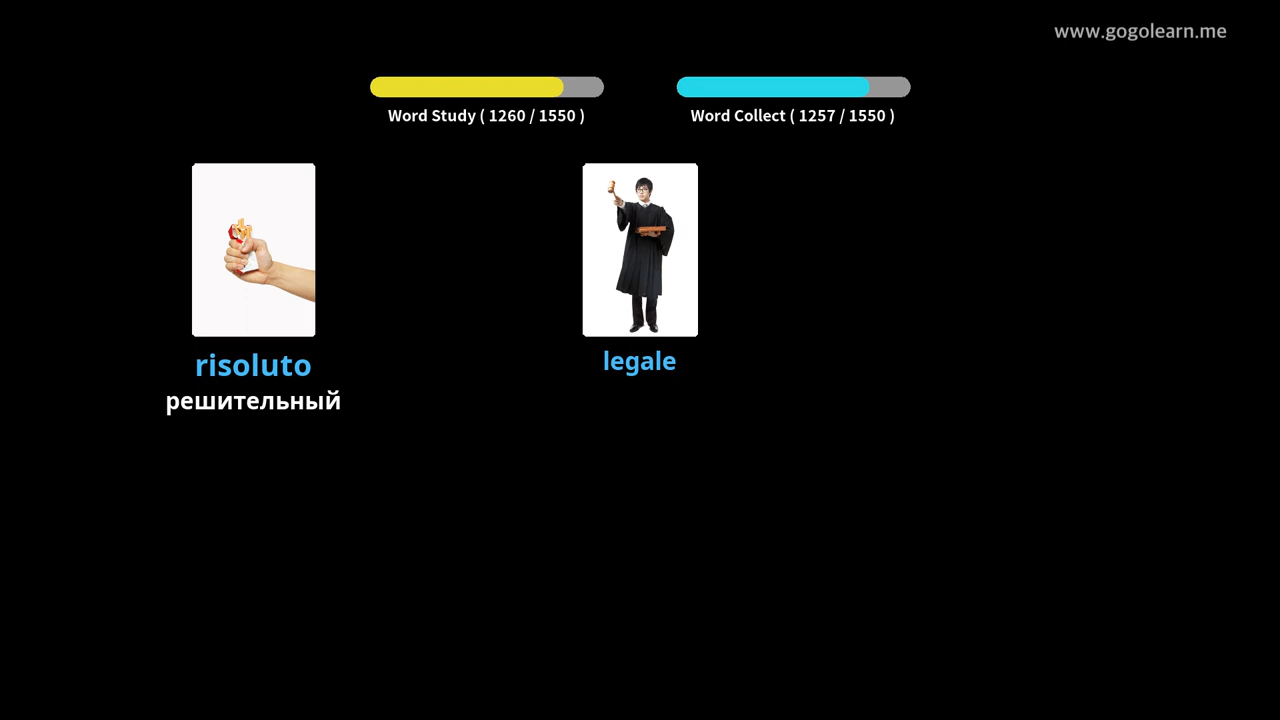 www.gogolearn.me
Word Study ( 1260 / 1550 )
Word Collect ( 1257 / 1550 )
risoluto
решительный
legale